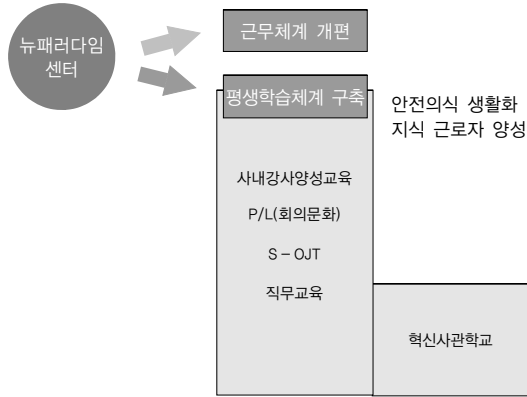 뉴패러다임
센터
근무체계 개편
평생학습체계 구축
안전의식 생활화
지식 근로자 양성
사내강사양성교육
P/L(회의문화)
S – OJT
직무교육
혁신사관학교